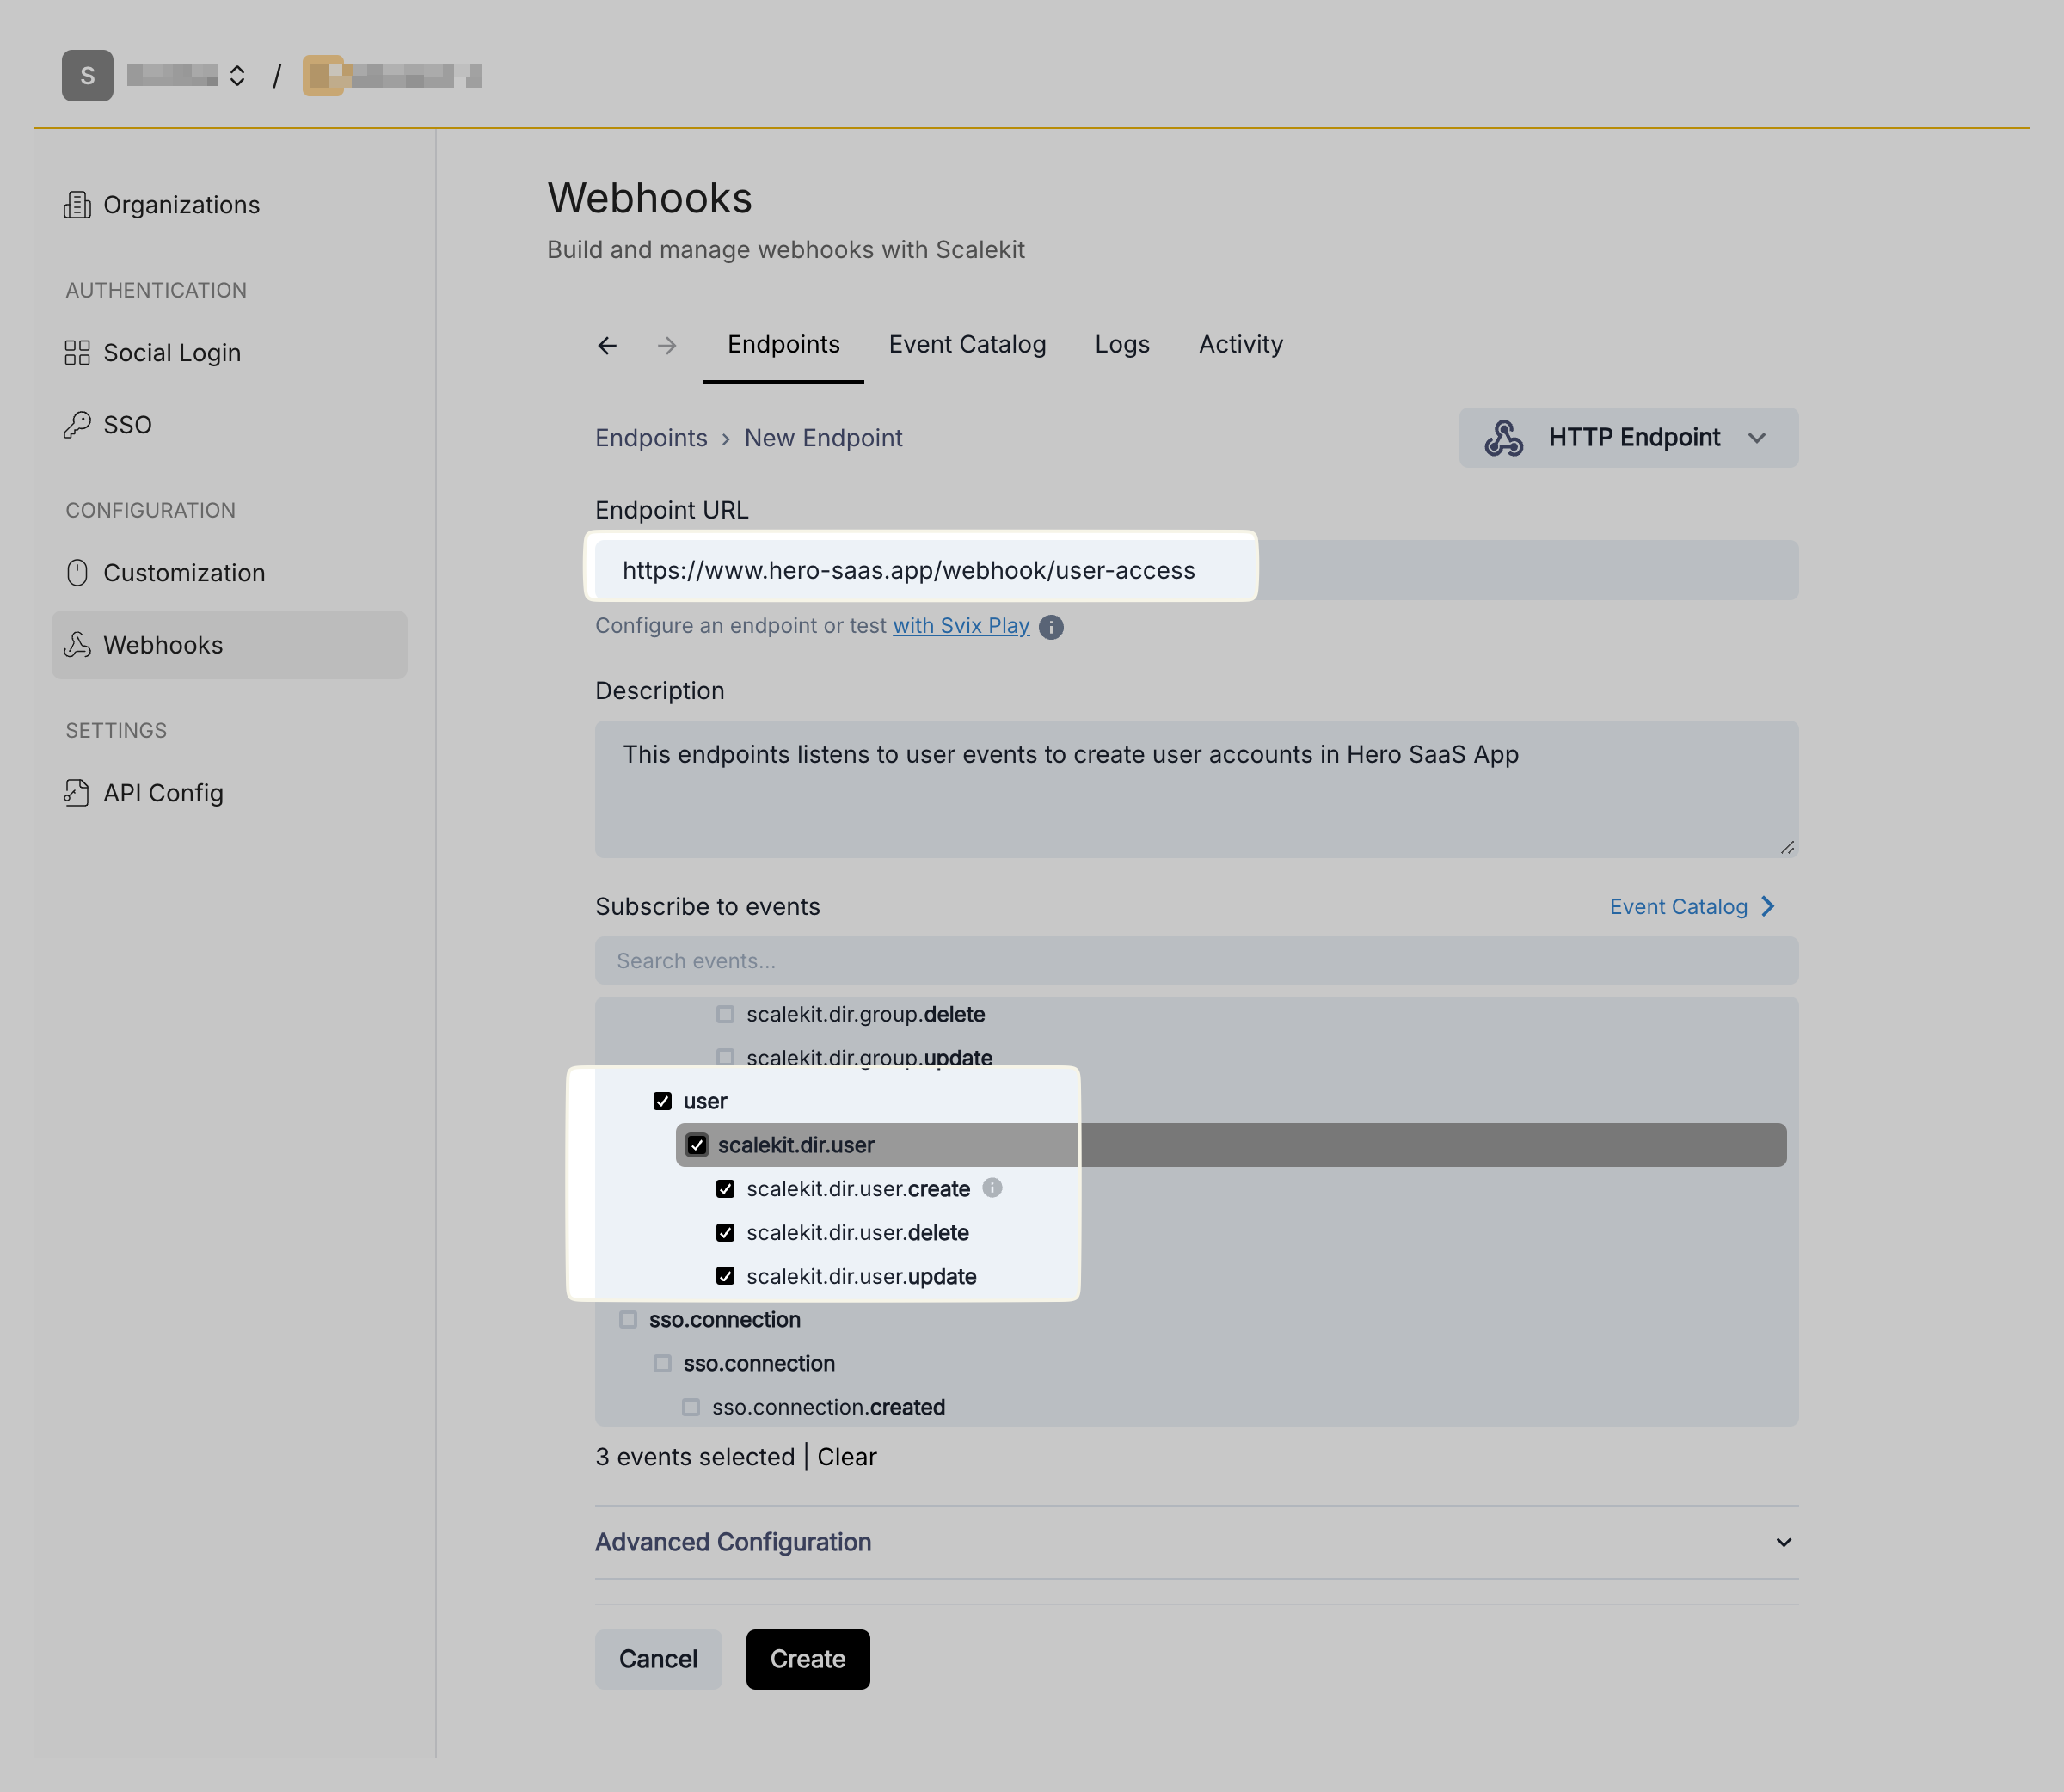 S /
Organizations
AUTHENTICATION
Social Login
SSO
CONFIGURATION
Customization
Webhooks
SETTINGS
API Config
Webhooks
Build and manage webhooks with Scalekit
Endpoints Event Catalog Logs Activity
Endpoints › New Endpoint
HTTP Endpoint
Endpoint URL
https://www.hero-saas.app/webhook/user-access
Configure an endpoint or test with Svix Play
Description
This endpoints listens to user events to create user accounts in Hero SaaS App
Subscribe to events
Event Catalog
Search events...
scalekit.dir.group.delete
scalekit.dir.group.update
user
scalekit.dir.user
scalekit.dir.user.create
scalekit.dir.user.delete
scalekit.dir.user.update
sso.connection
sso.connection
sso.connection.created
3 events selected | Clear
Advanced Configuration
Cancel Create